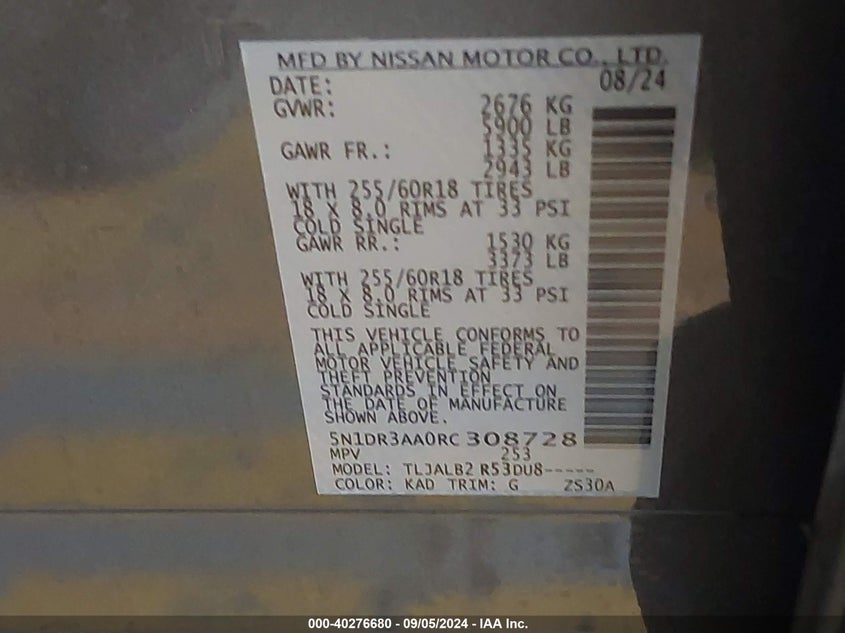 MFD BY NISSAN MOTOR CO., LTD.
DATE: 08/24
GVWR: 2676 KG
5900 LB
GAWR FR.: 1335 KG
2943 LB
WITH 255/60R18 TIRES
18 X 8.0 RIMS AT 33 PSI
COLD SINGLE
GAWR RR.: 1530 KG
3373 LB
WITH 255/60R18 TIRES
18 X 8.0 RIMS AT 33 PSI
COLD SINGLE
THIS VEHICLE CONFORMS TO
ALL APPLICABLE FEDERAL
MOTOR VEHICLE SAFETY AND
THEFT PREVENTION
STANDARDS IN EFFECT ON
THE DATE OF MANUFACTURE
SHOWN ABOVE.
5N1DR3AA0RC308728
MPV 253
MODEL: TLJALB2 R53DU8-----
COLOR: KAD TRIM: G ZS30A
000-40276680 - 09/05/2024 - IAA Inc.